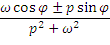 ω cos φ ± p sin φ
p² + ω²